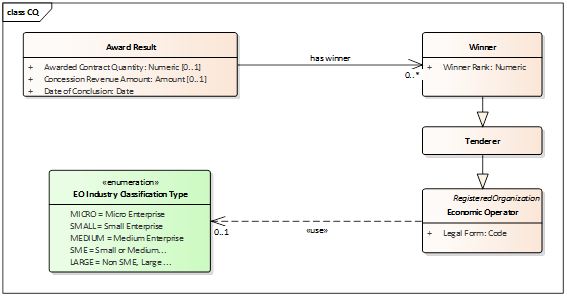 class CQ
Award Result
+ Awarded Contract Quantity: Numeric [0..1]
+ Concession Revenue Amount: Amount [0..1]
+ Date of Conclusion: Date
has winner
0..*
Winner
+ Winner Rank: Numeric
Tenderer
RegisteredOrganization
Economic Operator
+ Legal Form: Code
«enumeration»
EO Industry Classification Type
MICRO = Micro Enterprise
SMALL= Small Enterprise
MEDIUM = Medium Enterprise
SME = Small or Medium...
LARGE = Non SME, Large ...
0..1
«use»